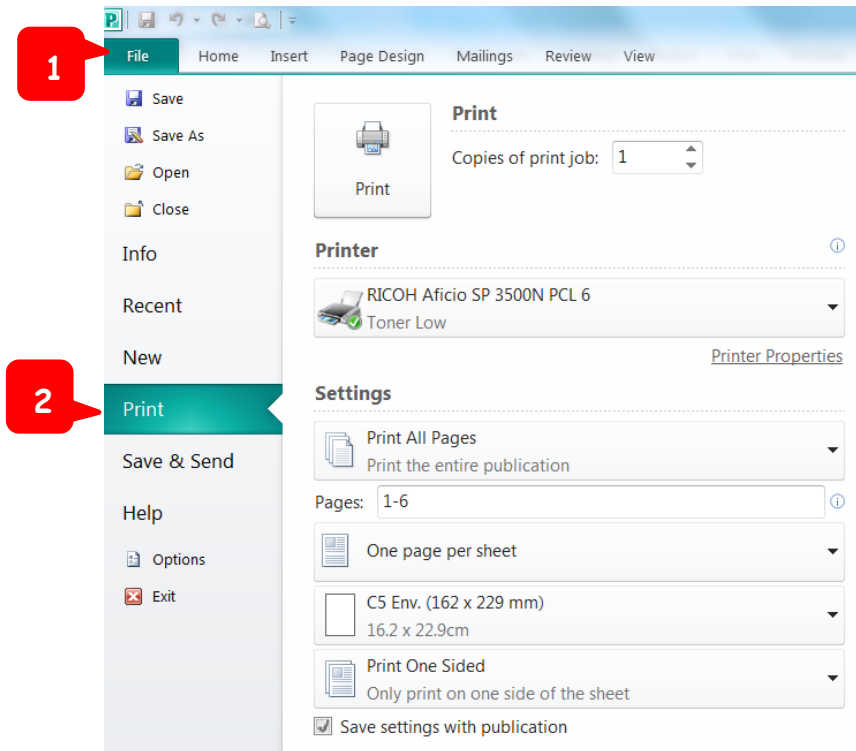 P
File Home Insert Page Design Mailings Review View
1
Save
Save As
Open
Close
Info
Recent
New
2
Print
Save & Send
Help
Options
Exit
Print
Print
Copies of print job: 1
Printer
RICOH Aficio SP 3500N PCL 6
Toner Low
Printer Properties
Settings
Print All Pages
Print the entire publication
Pages: 1-6
One page per sheet
C5 Env. (162 x 229 mm)
16.2 x 22.9cm
Print One Sided
Only print on one side of the sheet
Save settings with publication